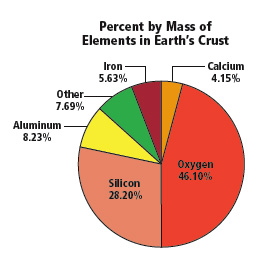 Percent by Mass of
Elements in Earth's Crust
Iron
5.63%
Calcium
4.15%
Other
7.69%
Aluminum
8.23%
Oxygen
46.10%
Silicon
28.20%